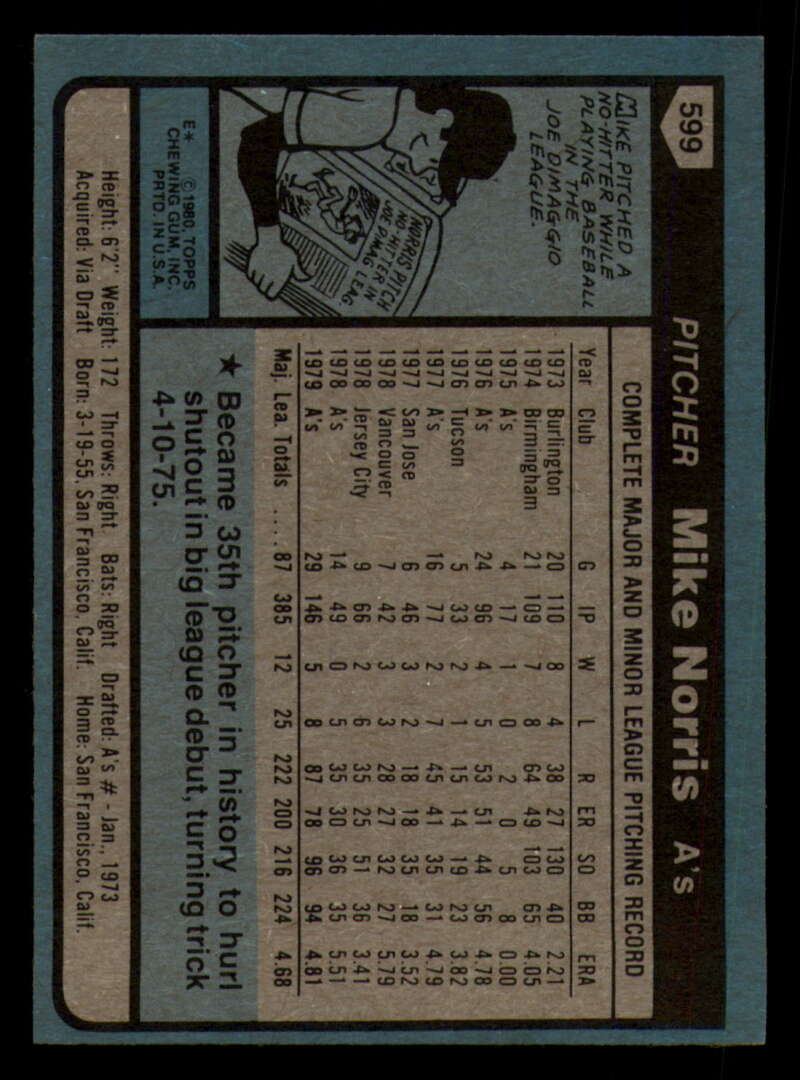 599
PITCHER Mike Norris A's
MIKE PITCHED A
NO-HITTER WHILE
PLAYING BASEBALL
IN THE
JOE DIMAGGIO
LEAGUE.
NORRIS PITCH
NO-HITTER IN
JOE DIMAG LEAG.
E* © 1980, TOPPS
CHEWING GUM, INC.
PRTD. IN U.S.A.
COMPLETE MAJOR AND MINOR LEAGUE PITCHING RECORD
Year Club G IP W L R ER SO BB ERA
1973 Burlington 20 110 8 4 38 27 130 40 2.21
1974 Birmingham 21 109 7 8 64 49 103 65 4.05
1975 A's 4 17 1 0 2 0 5 8 0.00
1976 A's 24 96 4 5 53 51 44 56 4.78
1976 Tucson 5 33 2 1 15 14 19 23 3.82
1977 A's 16 77 2 7 45 41 35 31 4.79
1977 San Jose 6 46 3 2 18 18 35 18 3.52
1978 Vancouver 7 42 3 3 28 27 32 27 5.79
1978 Jersey City 9 66 2 6 35 25 51 36 3.41
1978 A's 14 49 0 5 35 30 36 35 5.51
1979 A's 29 146 5 8 87 78 96 94 4.81
Maj. Lea. Totals .... 87 385 12 25 222 200 216 224 4.68
★ Became 35th pitcher in history to hurl
shutout in big league debut, turning trick
4-10-75.
Height: 6'2" Weight: 172 Throws: Right Bats: Right Drafted: A's # - Jan., 1973
Acquired: Via Draft Born: 3-19-55, San Francisco, Calif. Home: San Francisco, Calif.